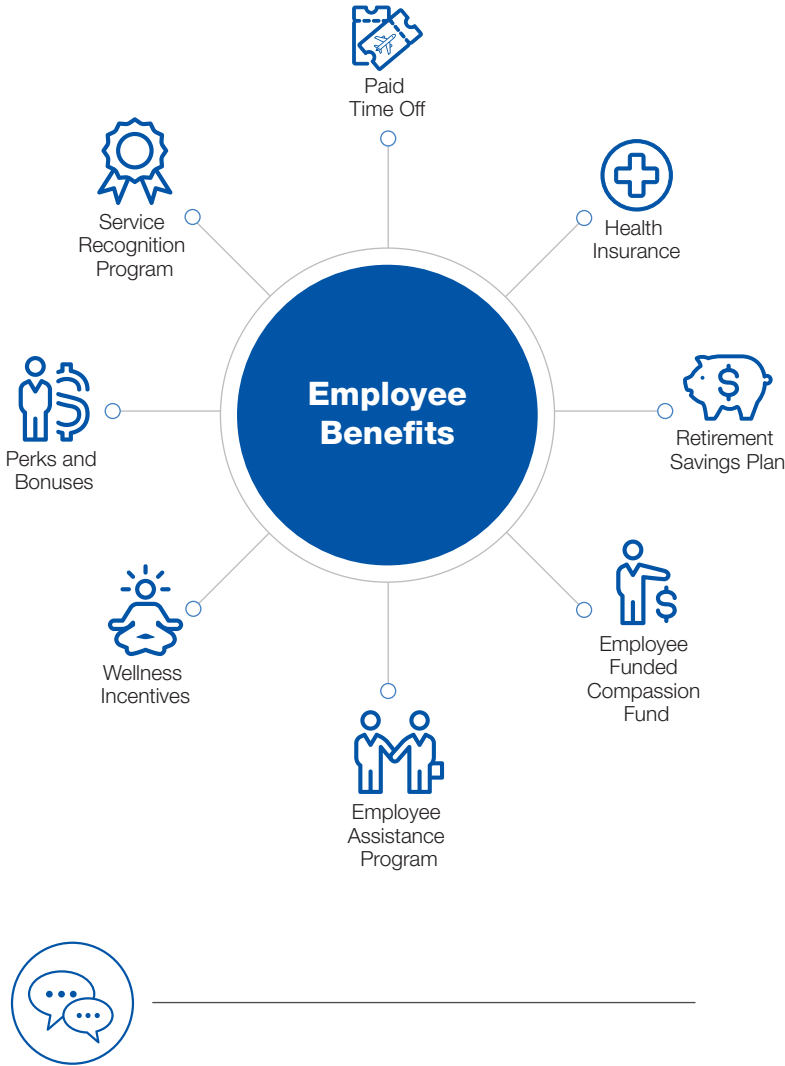 Paid
Time Off
Health
Insurance
Retirement
Savings Plan
Employee
Funded
Compassion
Fund
Employee
Assistance
Program
Wellness
Incentives
Perks and
Bonuses
Service
Recognition
Program
Employee
Benefits